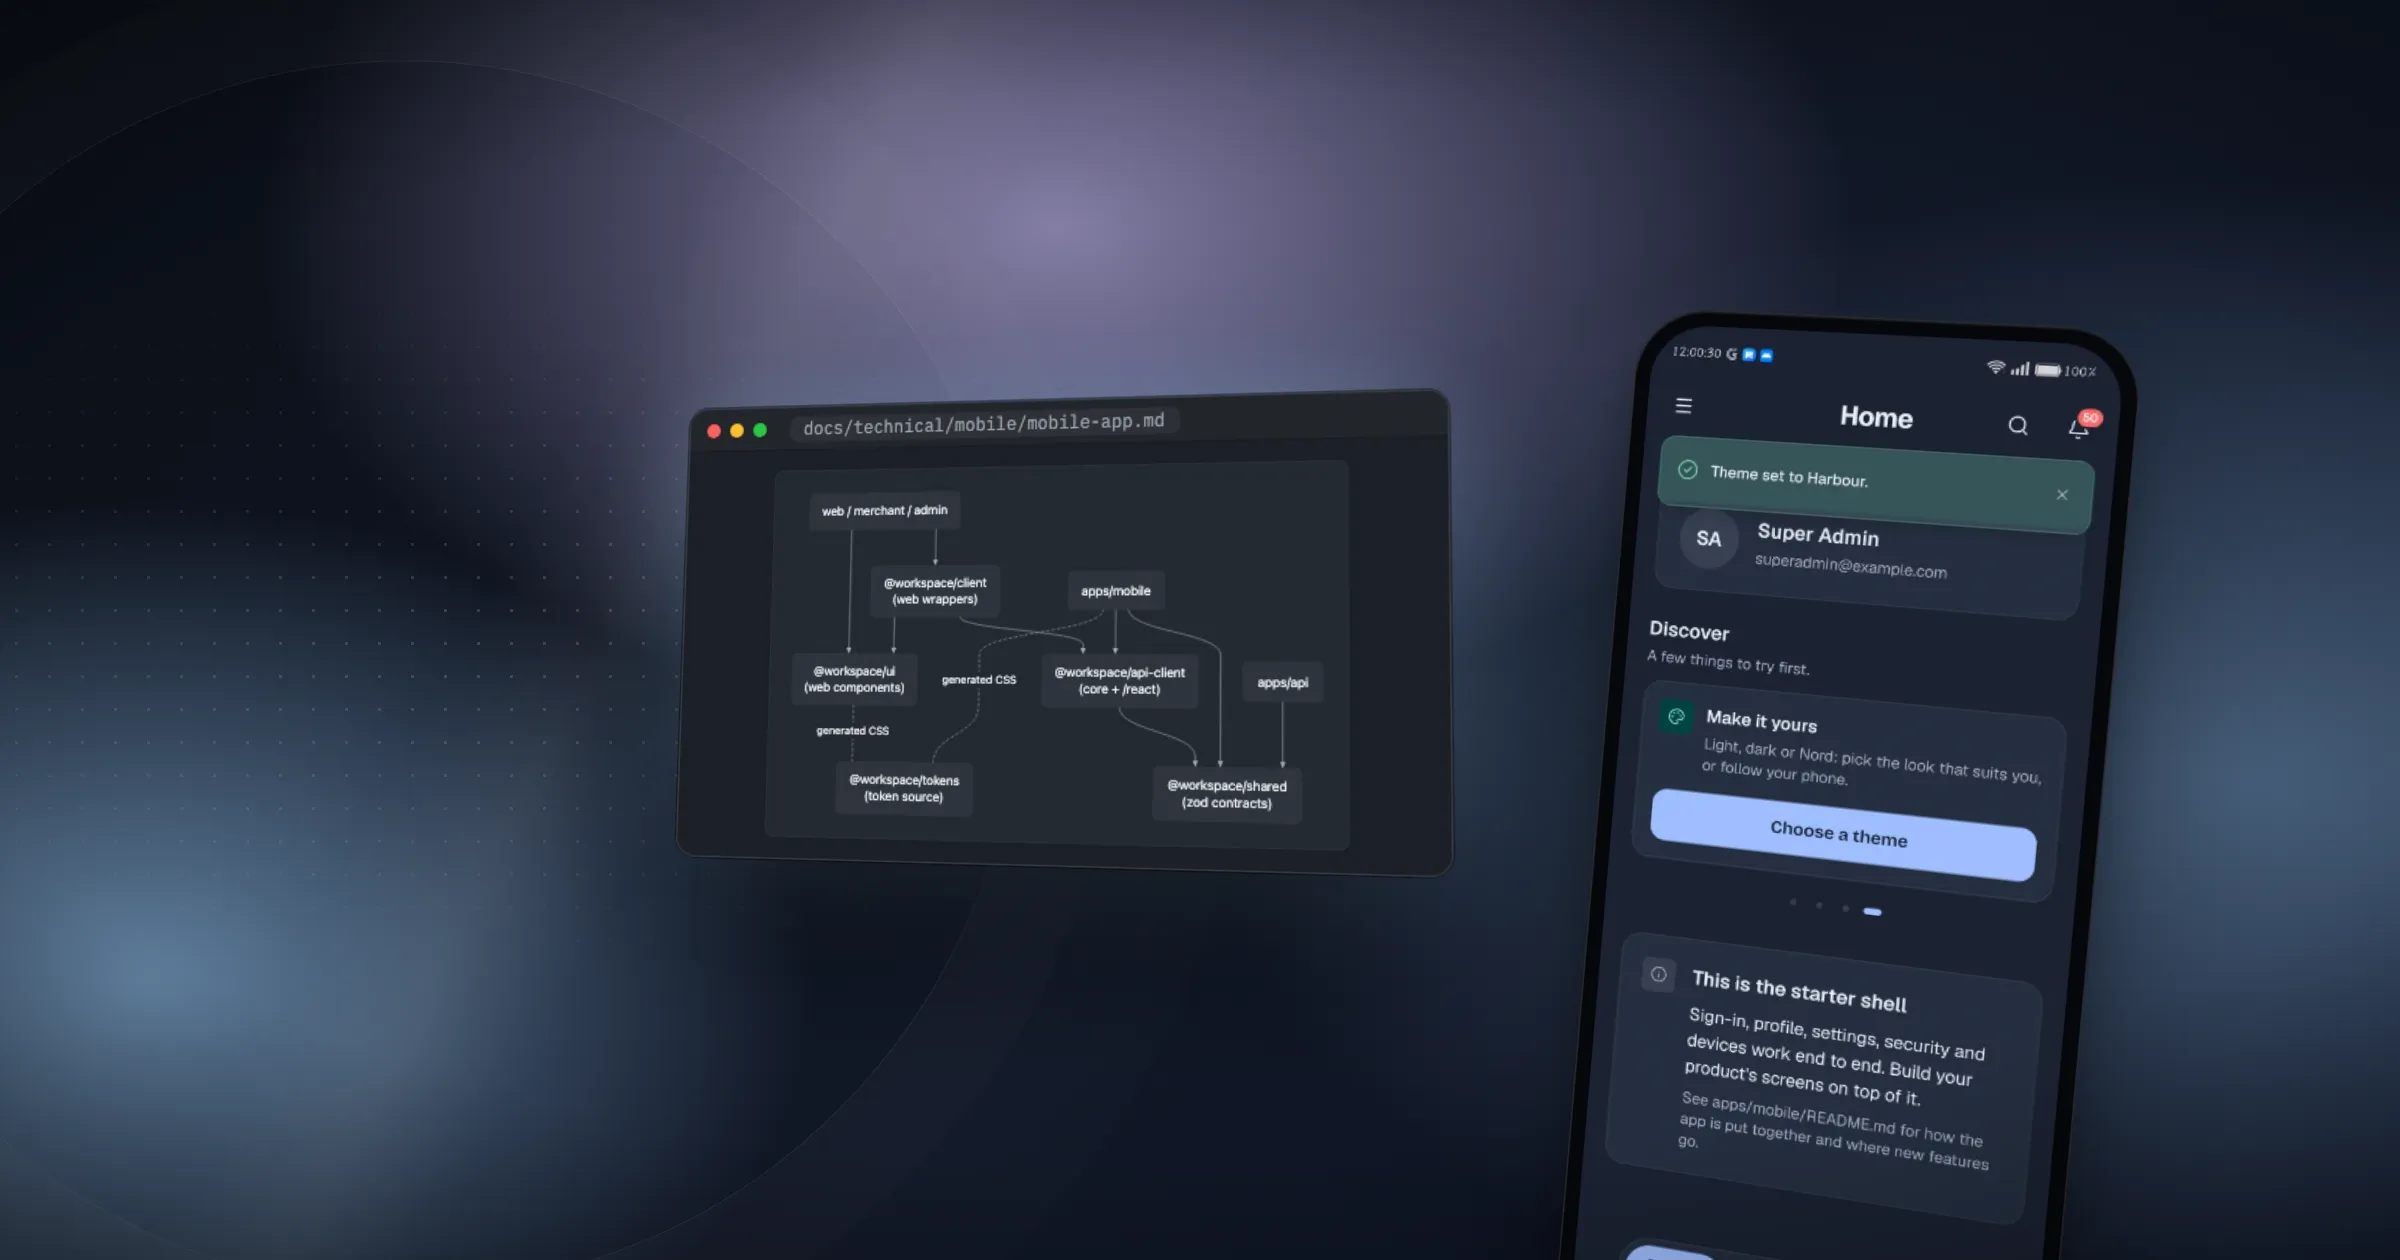 docs/technical/mobile/mobile-app.md
web / merchant / admin
@workspace/client
(web wrappers)
apps/mobile
@workspace/ui
(web components)
generated CSS
@workspace/api-client
(core + /react)
apps/api
generated CSS
@workspace/tokens
(token source)
@workspace/shared
(zod contracts)
12:00:30
100%
Home
50
Theme set to Harbour.
SA
Super Admin
superadmin@example.com
Discover
A few things to try first.
Make it yours
Light, dark or Nord; pick the look that suits you,
or follow your phone.
Choose a theme
This is the starter shell
Sign-in, profile, settings, security and
devices work end to end. Build your
product's screens on top of it.
See apps/mobile/README.md for how the
app is put together and where new features
go.